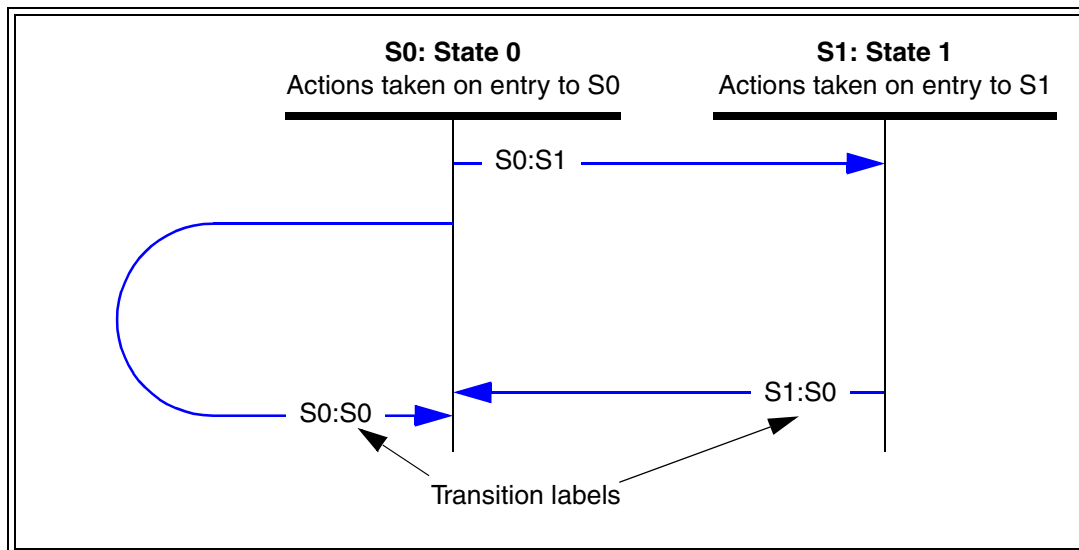 S0: State 0
Actions taken on entry to S0
S1: State 1
Actions taken on entry to S1
S0:S1
S1:S0
S0:S0
Transition labels